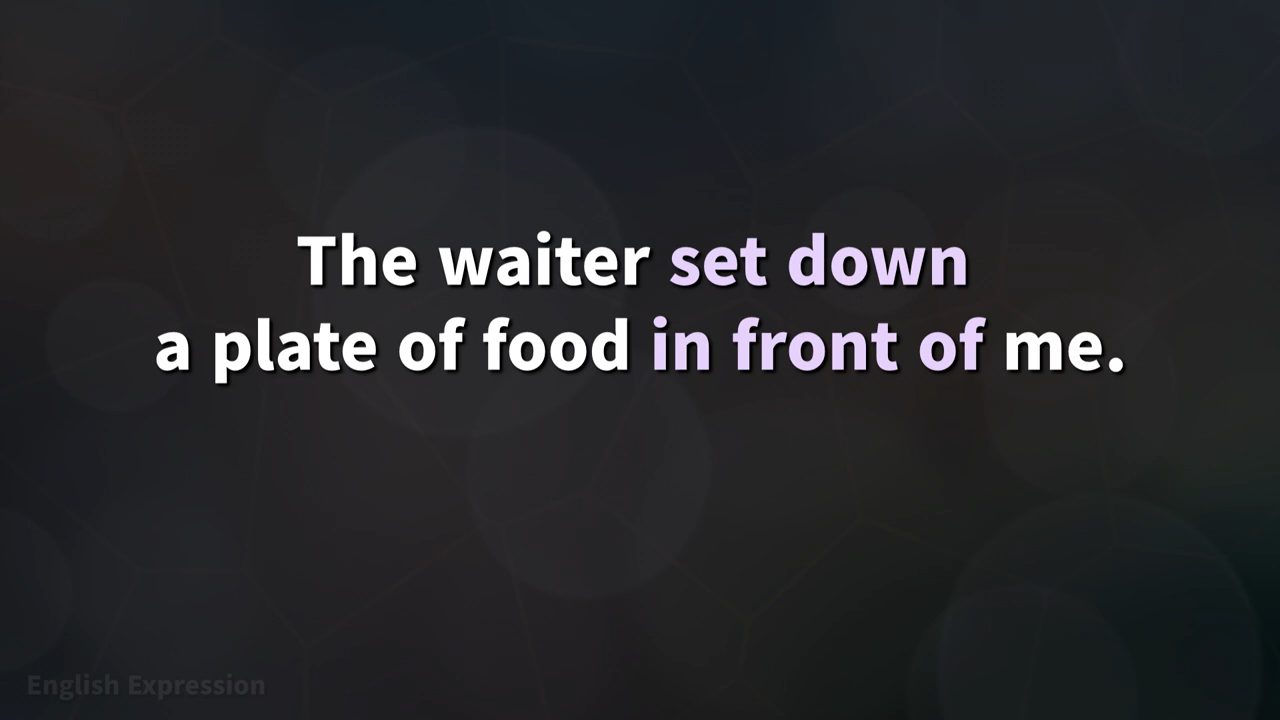 The waiter set down
a plate of food in front of me.
English Expression